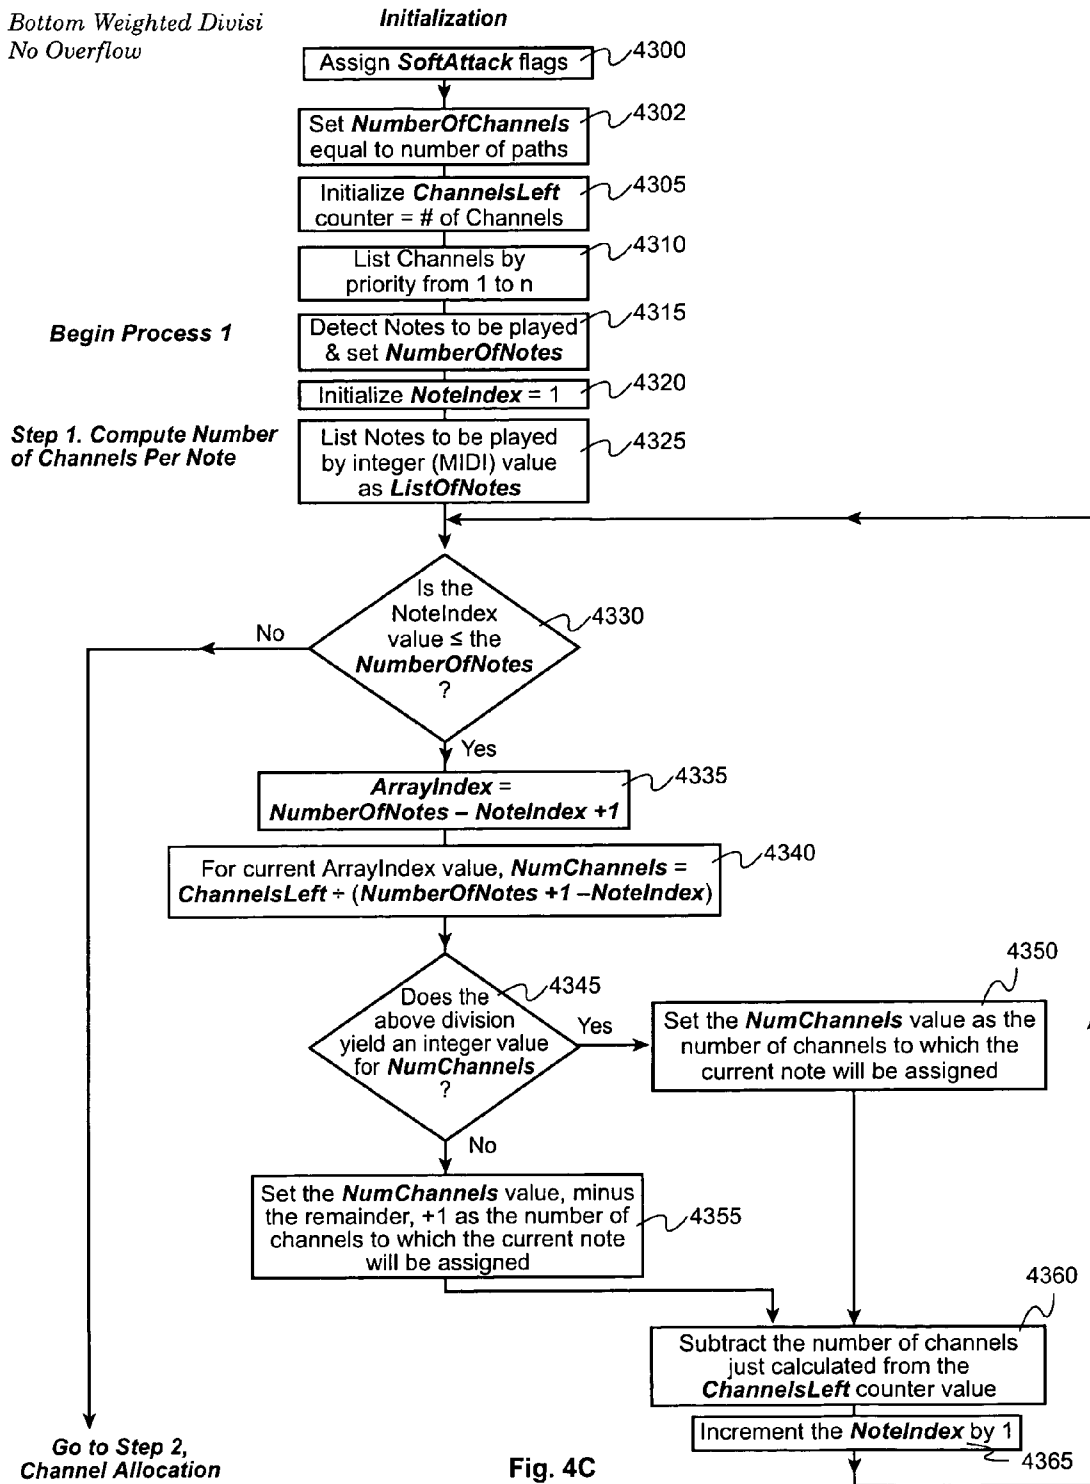 Bottom Weighted Divisi
No Overflow
Initialization
Assign SoftAttack flags
4300
Set NumberOfChannels
equal to number of paths
4302
Initialize ChannelsLeft
counter = # of Channels
4305
List Channels by
priority from 1 to n
4310
Begin Process 1
Detect Notes to be played
& set NumberOfNotes
4315
Initialize NoteIndex = 1
4320
Step 1. Compute Number
of Channels Per Note
List Notes to be played
by integer (MIDI) value
as ListOfNotes
4325
Is the
NoteIndex
value ≤ the
NumberOfNotes
?
4330
No
Yes
ArrayIndex =
NumberOfNotes – NoteIndex +1
4335
For current ArrayIndex value, NumChannels =
ChannelsLeft ÷ (NumberOfNotes +1 –NoteIndex)
4340
Does the
above division
yield an integer value
for NumChannels
?
4345
Yes
Set the NumChannels value as the
number of channels to which the
current note will be assigned
4350
No
Set the NumChannels value, minus
the remainder, +1 as the number of
channels to which the current note
will be assigned
4355
Subtract the number of channels
just calculated from the
ChannelsLeft counter value
4360
Increment the NoteIndex by 1
4365
Go to Step 2,
Channel Allocation
Fig. 4C